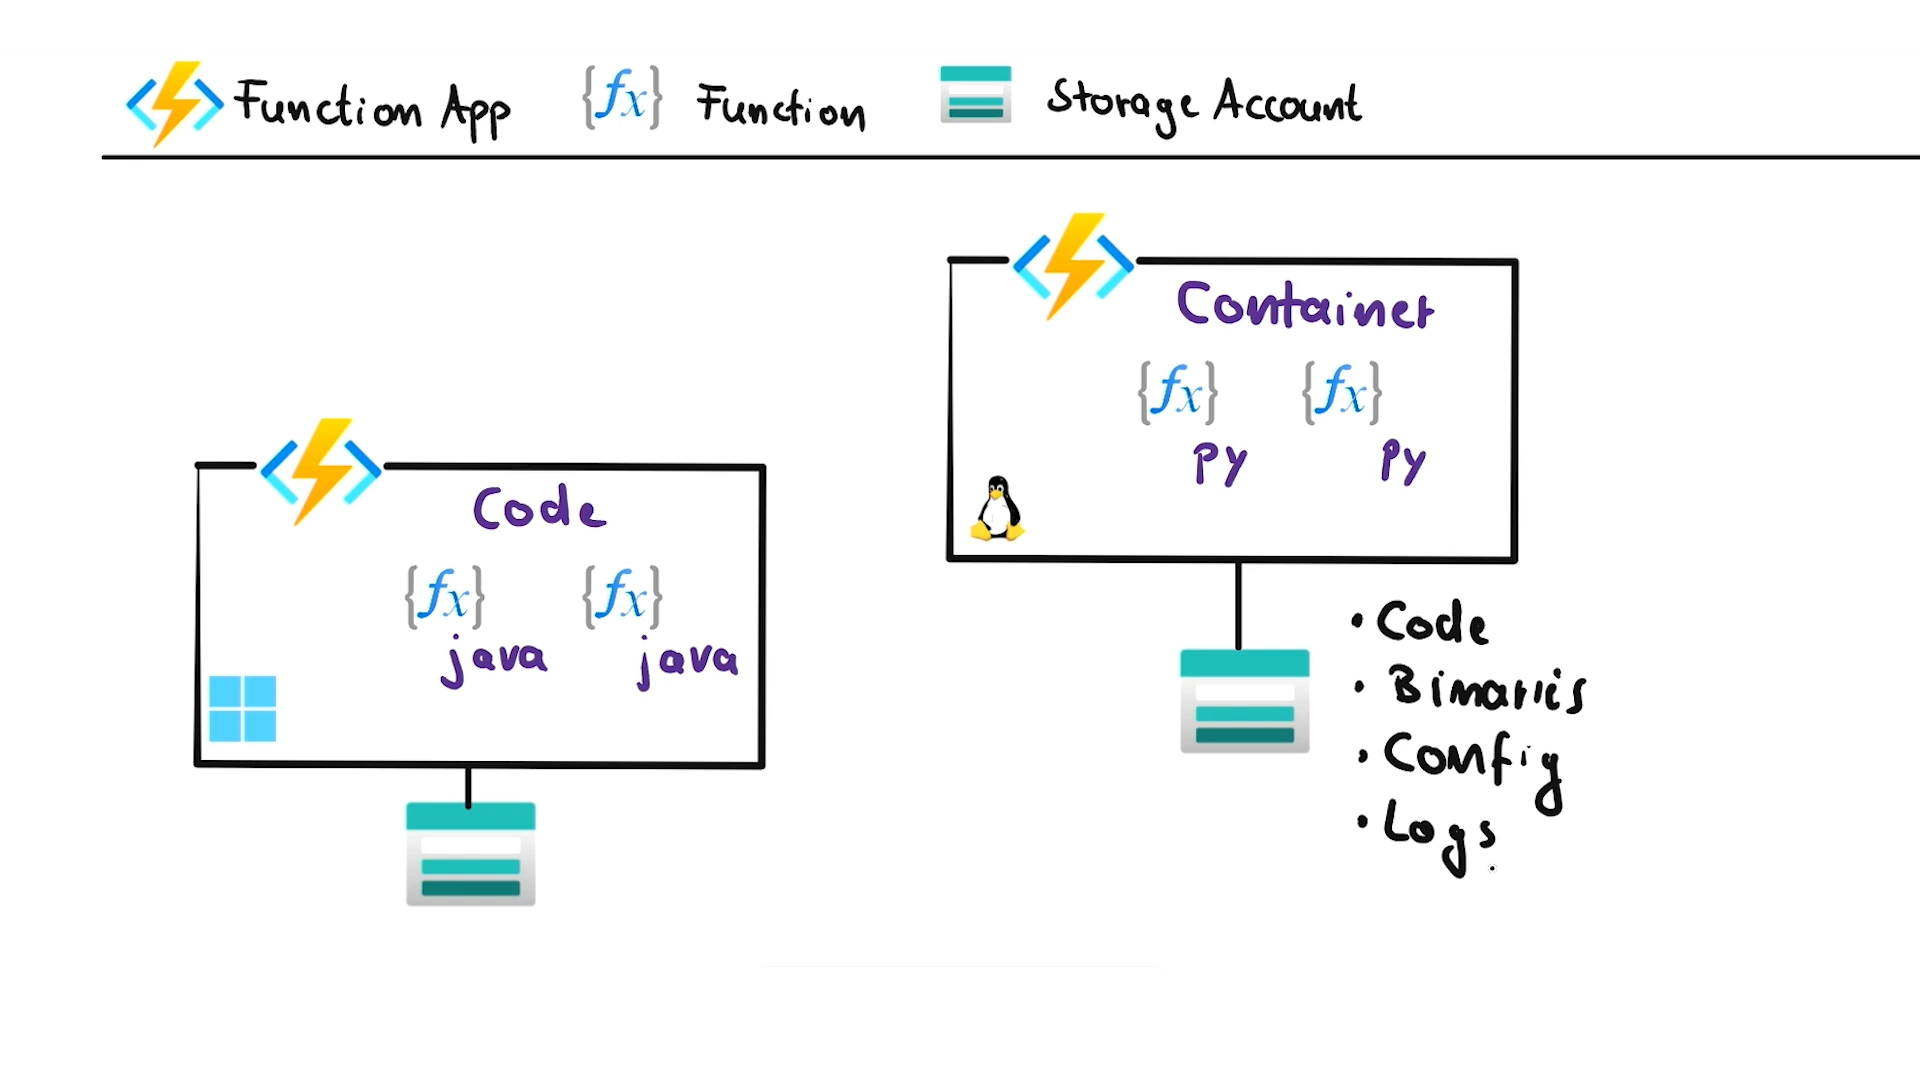 Function App {fx} Function Storage Account
Container
{fx} {fx}
py py
Code
{fx} {fx}
java java
• Code
• Binaris
• Config
• Logs